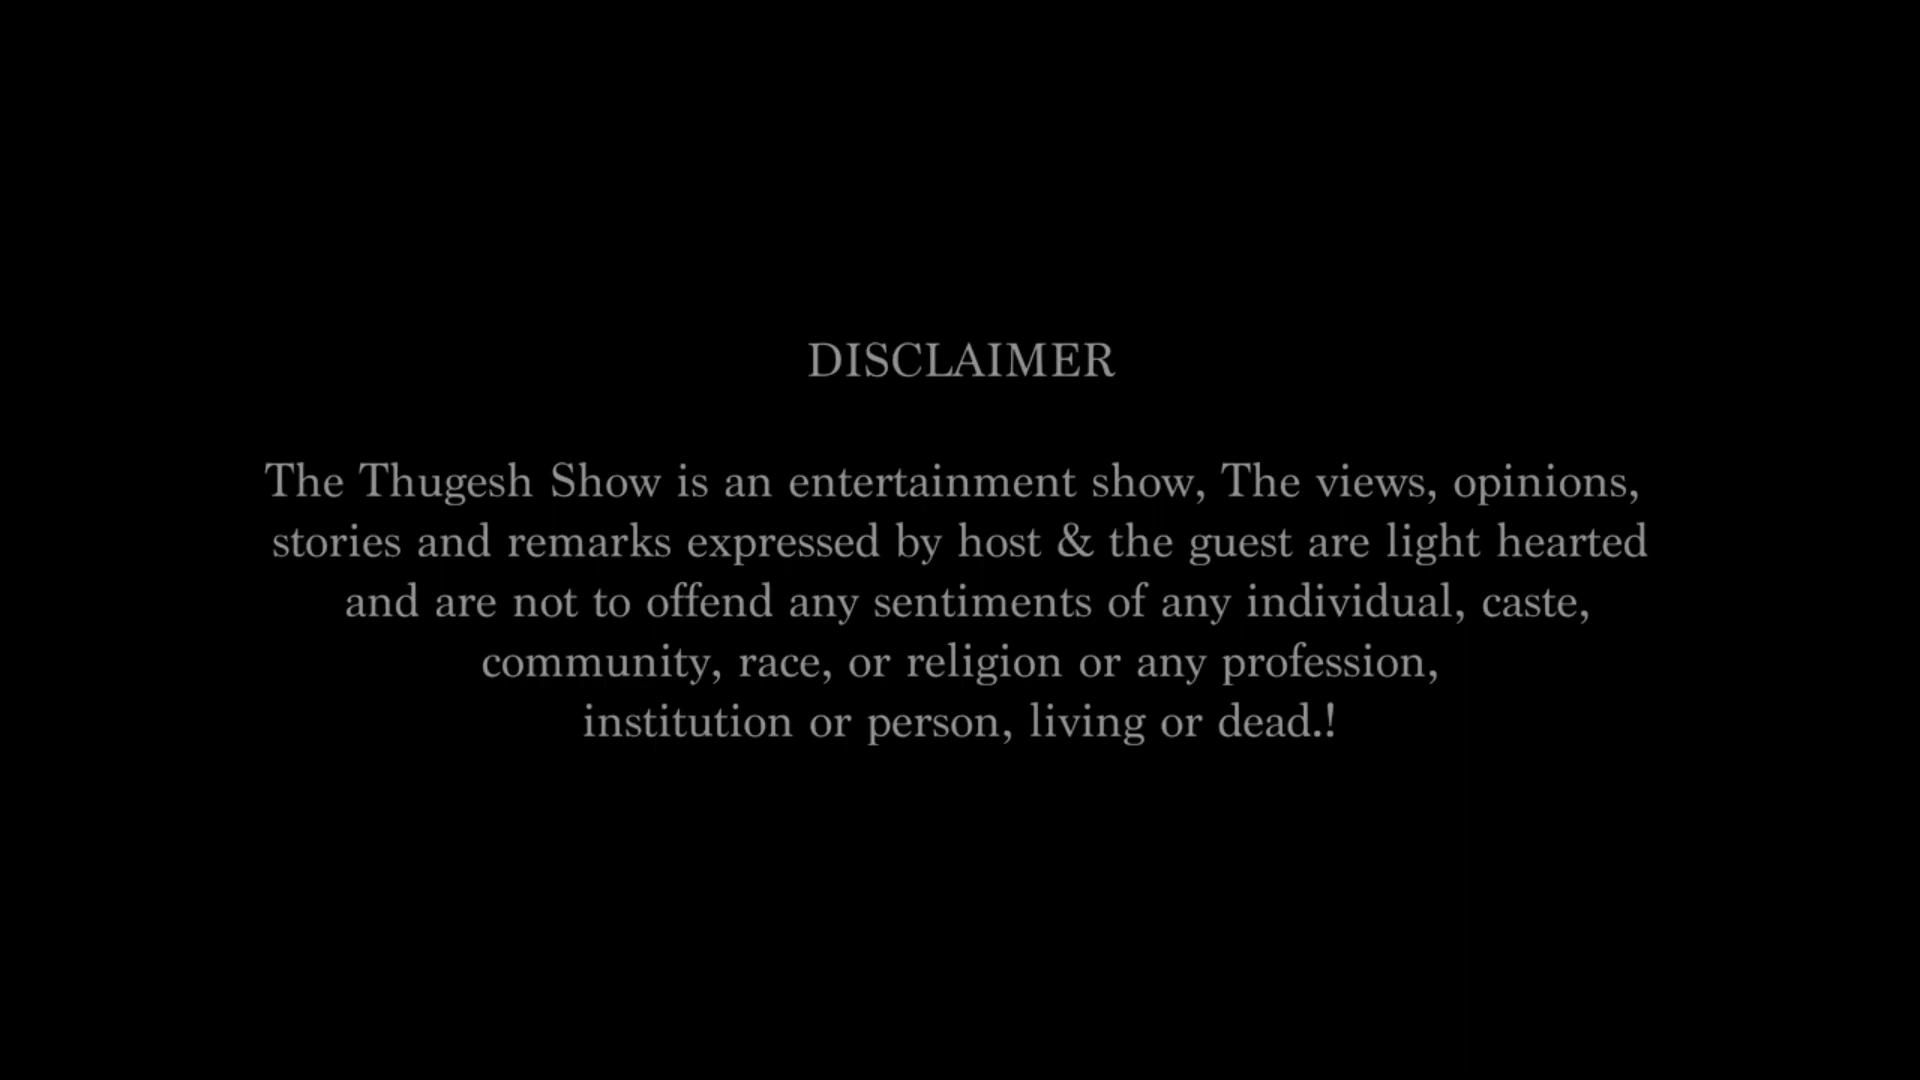 DISCLAIMER
The Thugesh Show is an entertainment show, The views, opinions,
stories and remarks expressed by host & the guest are light hearted
and are not to offend any sentiments of any individual, caste,
community, race, or religion or any profession,
institution or person, living or dead.!